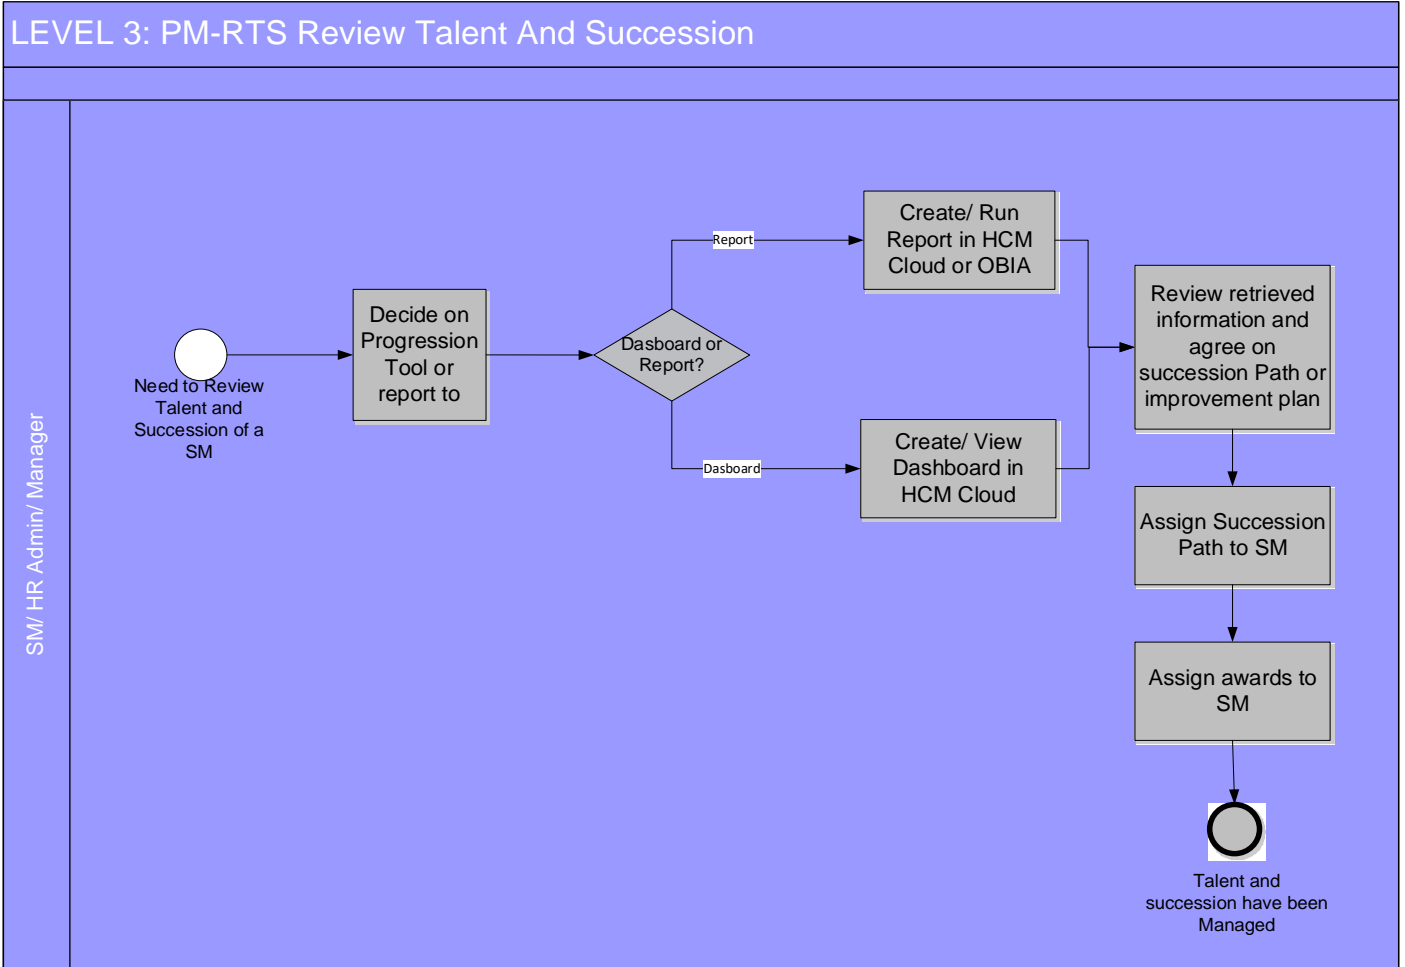 LEVEL 3: PM-RTS Review Talent And Succession
SM/ HR Admin/ Manager
Need to Review
Talent and
Succession of a
SM
Decide on
Progression
Tool or
report to
Dasboard or
Report?
Report
Dasboard
Create/ Run
Report in HCM
Cloud or OBIA
Create/ View
Dashboard in
HCM Cloud
Review retrieved
information and
agree on
succession Path or
improvement plan
Assign Succession
Path to SM
Assign awards to
SM
Talent and
succession have been
Managed